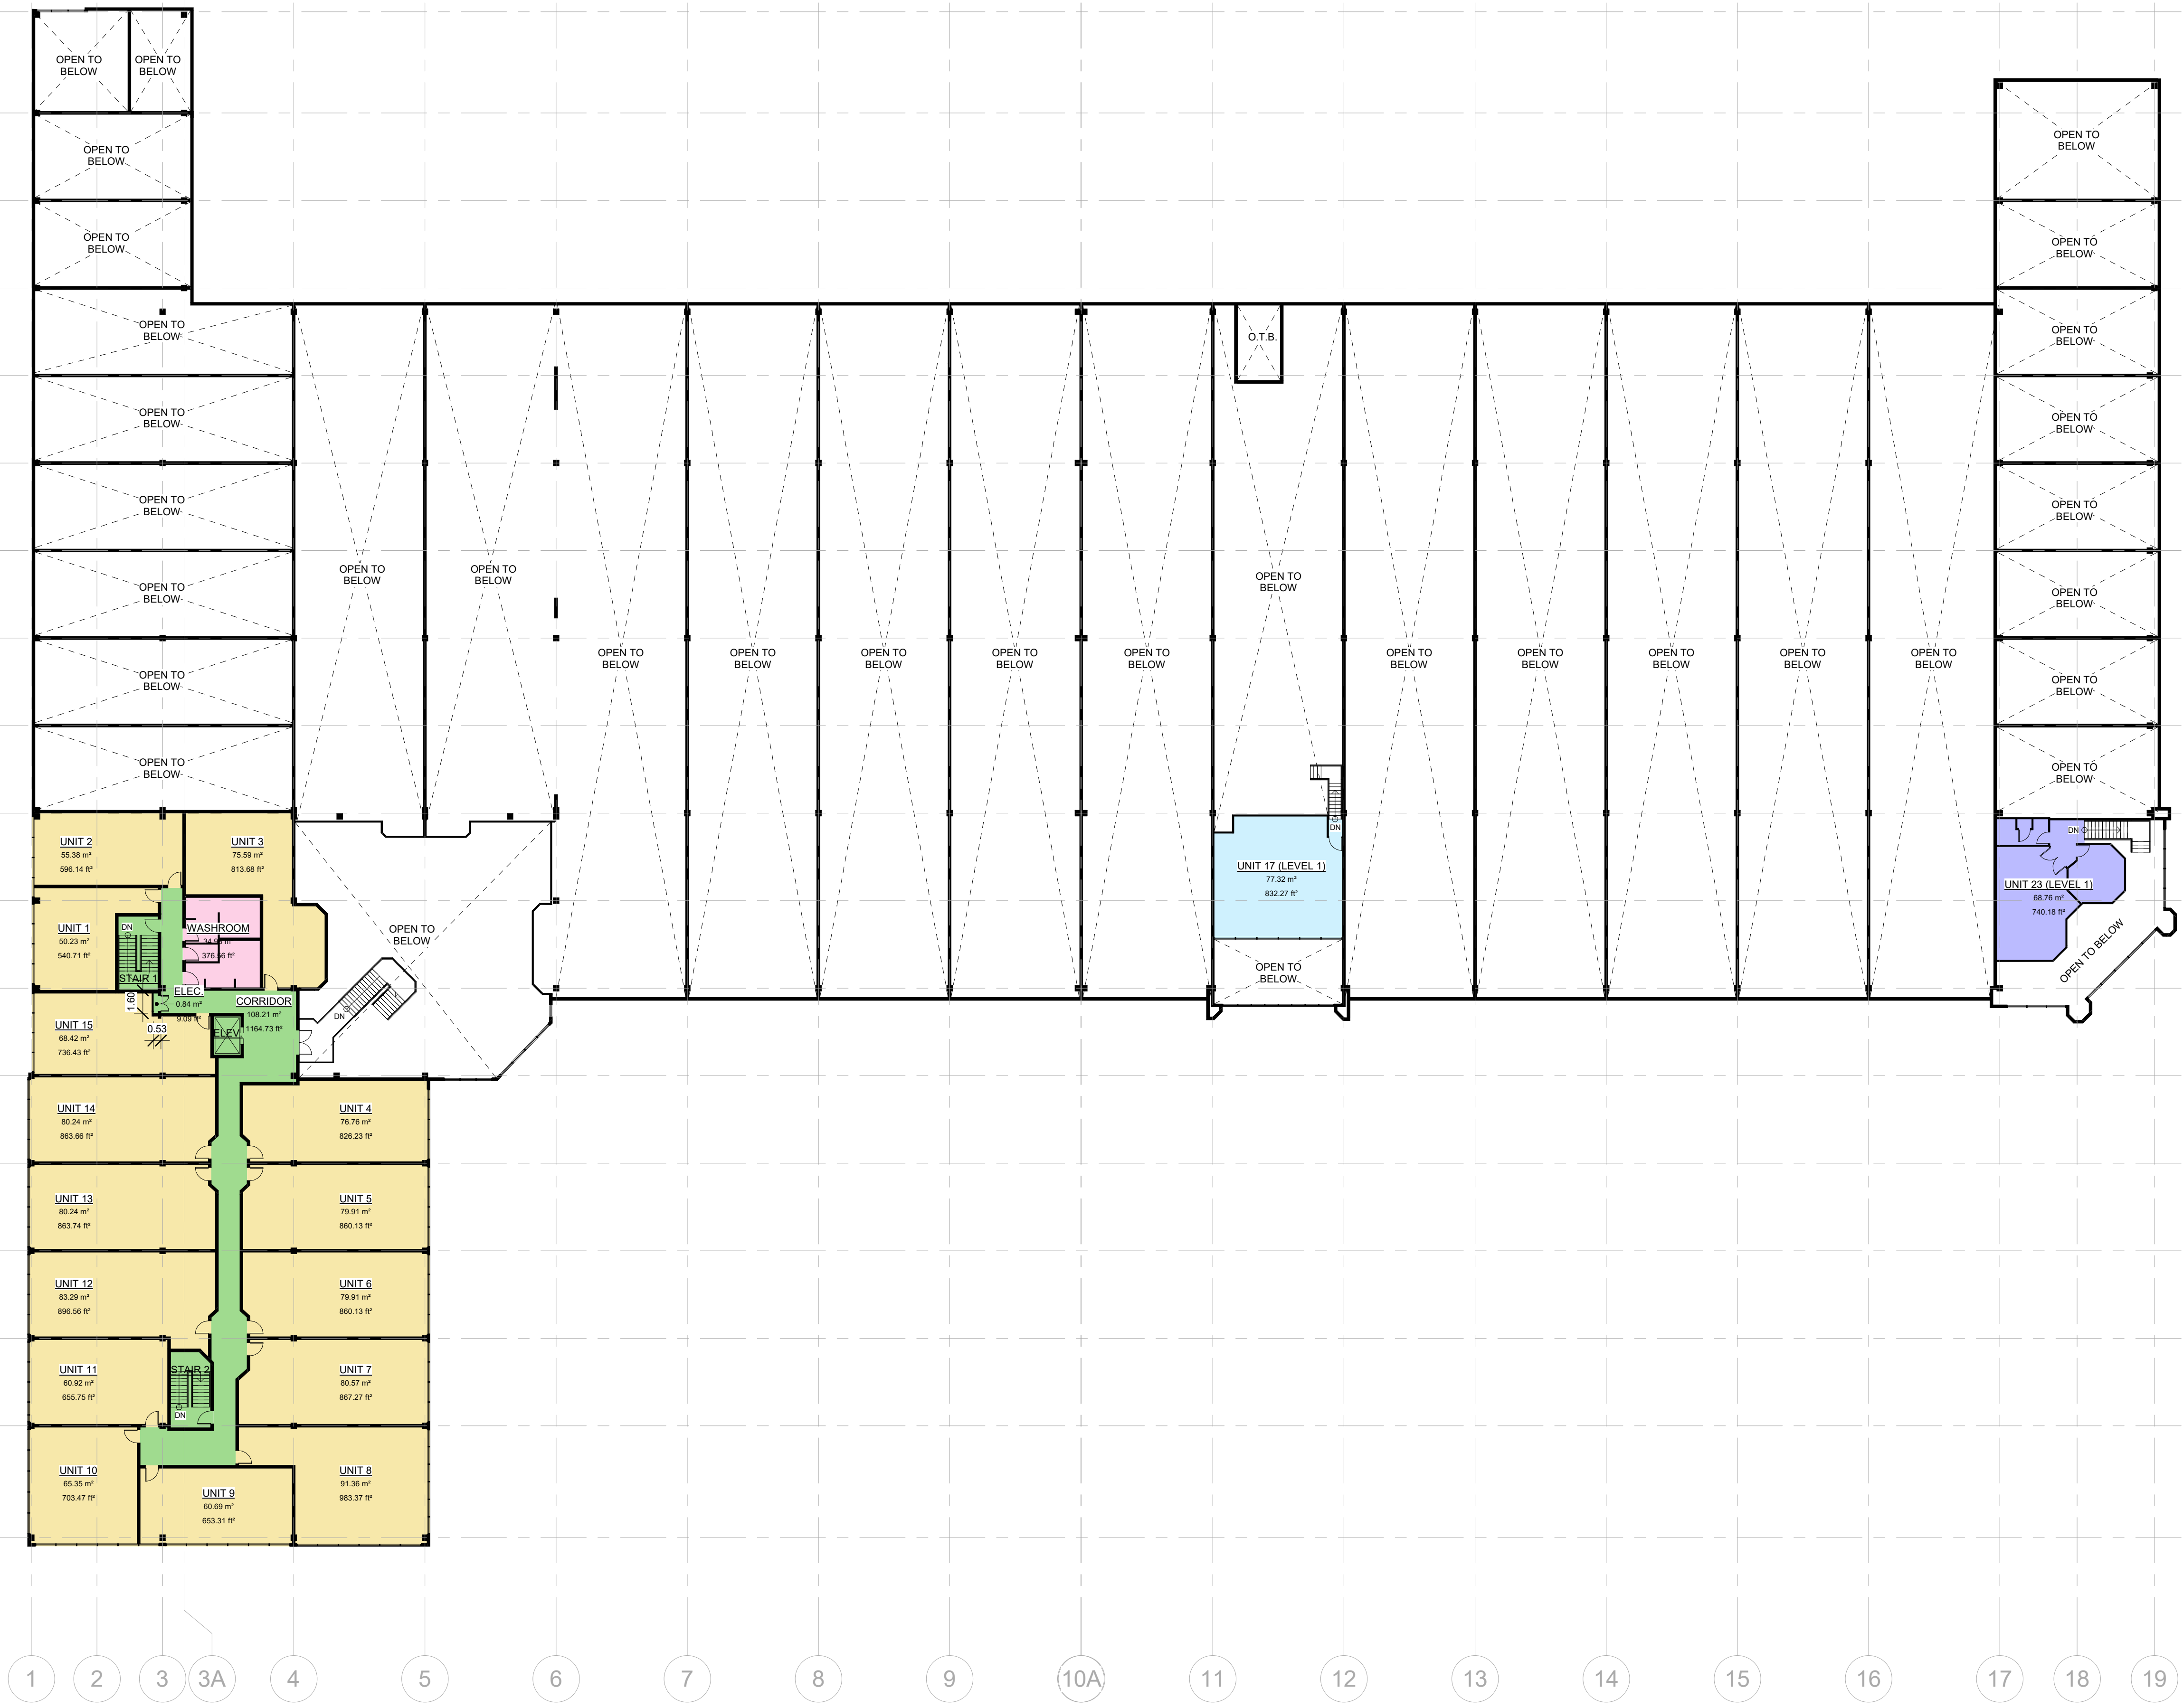 OPEN TO
BELOW
OPEN TO
BELOW
OPEN TO
BELOW
OPEN TO
BELOW
OPEN TO
BELOW
OPEN TO
BELOW
OPEN TO
BELOW
OPEN TO
BELOW
OPEN TO
BELOW
OPEN TO
BELOW
OPEN TO
BELOW
OPEN TO
BELOW
OPEN TO
BELOW
OPEN TO
BELOW
OPEN TO
BELOW
OPEN TO
BELOW
OPEN TO
BELOW
O.T.B.
OPEN TO
BELOW
OPEN TO
BELOW
OPEN TO
BELOW
OPEN TO
BELOW
OPEN TO
BELOW
OPEN TO
BELOW
OPEN TO
BELOW
OPEN TO
BELOW
OPEN TO
BELOW
OPEN TO
BELOW
OPEN TO
BELOW
OPEN TO
BELOW
OPEN TO
BELOW
OPEN TO
BELOW
UNIT 2
55.38 m²
596.14 ft²
UNIT 3
75.59 m²
813.68 ft²
UNIT 1
50.23 m²
540.71 ft²
DN
STAIR 1
WASHROOM
376.56 ft²
OPEN TO
BELOW
DN
ELEC.
0.84 m²
9.09 ft²
CORRIDOR
108.21 m²
1164.73 ft²
ELEV.
1.60
0.53
UNIT 15
68.42 m²
736.43 ft²
DN
UNIT 17 (LEVEL 1)
77.32 m²
832.27 ft²
OPEN TO
BELOW
DN
UNIT 23 (LEVEL 1)
68.76 m²
740.18 ft²
OPEN TO BELOW
UNIT 14
80.24 m²
863.66 ft²
UNIT 4
76.76 m²
826.23 ft²
UNIT 13
80.24 m²
863.74 ft²
UNIT 5
79.91 m²
860.13 ft²
UNIT 12
83.29 m²
896.56 ft²
UNIT 6
79.91 m²
860.13 ft²
UNIT 11
60.92 m²
655.75 ft²
STAIR 2
DN
UNIT 7
80.57 m²
867.27 ft²
UNIT 10
65.35 m²
703.47 ft²
UNIT 9
60.69 m²
653.31 ft²
UNIT 8
91.36 m²
983.37 ft²
1 2 3 3A 4 5 6 7 8 9 10A 11 12 13 14 15 16 17 18 19